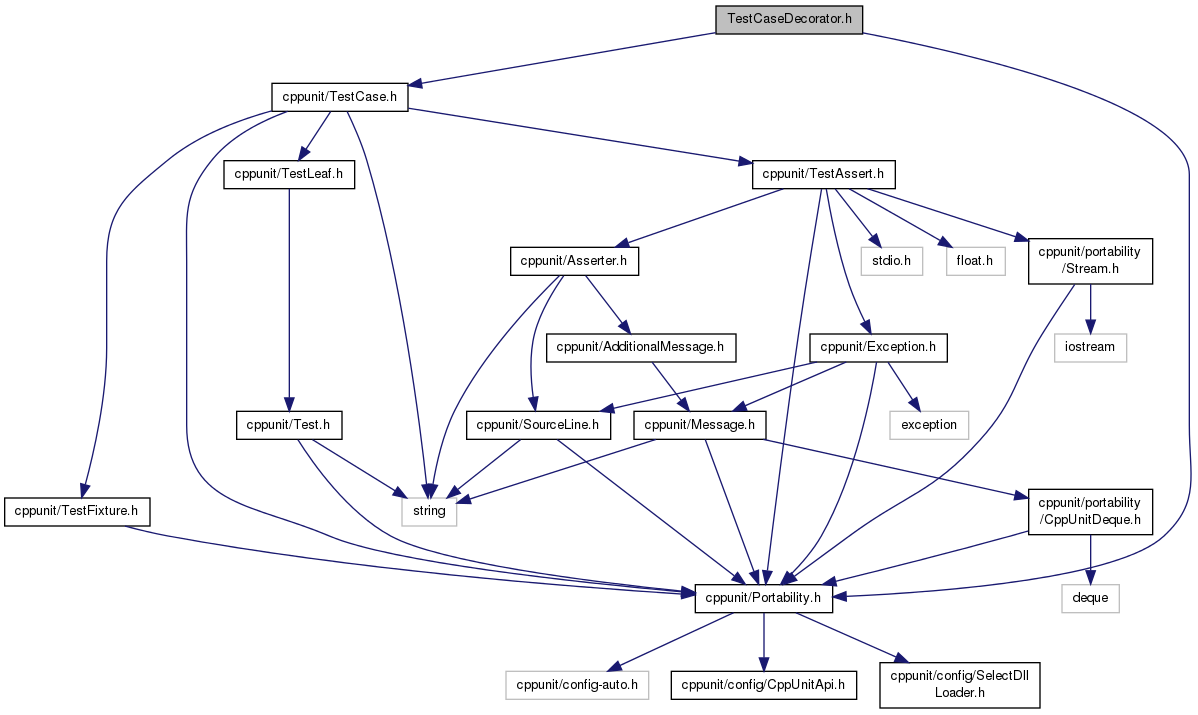 TestCaseDecorator.h
cppunit/TestCase.h
cppunit/TestLeaf.h
cppunit/TestAssert.h
cppunit/Asserter.h
stdio.h
float.h
cppunit/portability
/Stream.h
cppunit/AdditionalMessage.h
cppunit/Exception.h
iostream
cppunit/Test.h
cppunit/SourceLine.h
cppunit/Message.h
exception
cppunit/TestFixture.h
string
cppunit/portability
/CppUnitDeque.h
cppunit/Portability.h
deque
cppunit/config-auto.h
cppunit/config/CppUnitApi.h
cppunit/config/SelectDll
Loader.h